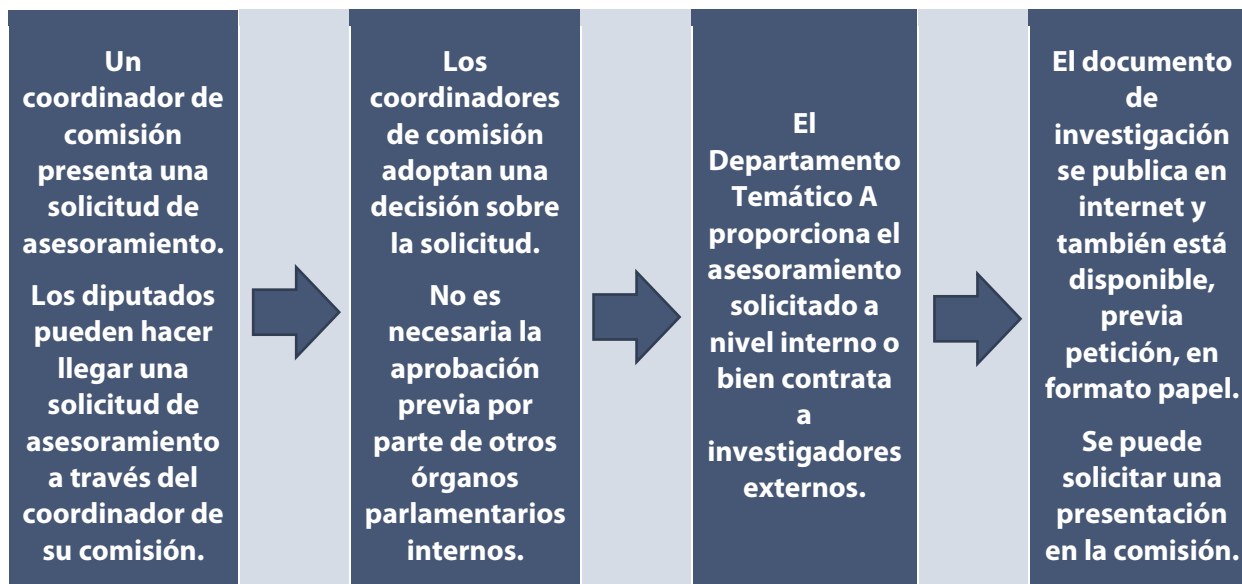 Un
coordinador de
comisión
presenta una
solicitud de
asesoramiento.
Los diputados
pueden hacer
llegar una
solicitud de
asesoramiento
a través del
coordinador de
su comisión.
Los
coordinadores
de comisión
adoptan una
decisión sobre
la solicitud.
No es
necesaria la
aprobación
previa por
parte de otros
órganos
parlamentarios
internos.
El
Departamento
Temático A
proporciona el
asesoramiento
solicitado a
nivel interno o
bien contrata
a
investigadores
externos.
El documento
de
investigación
se publica en
internet y
también está
disponible,
previa
petición, en
formato papel.
Se puede
solicitar una
presentación
en la comisión.